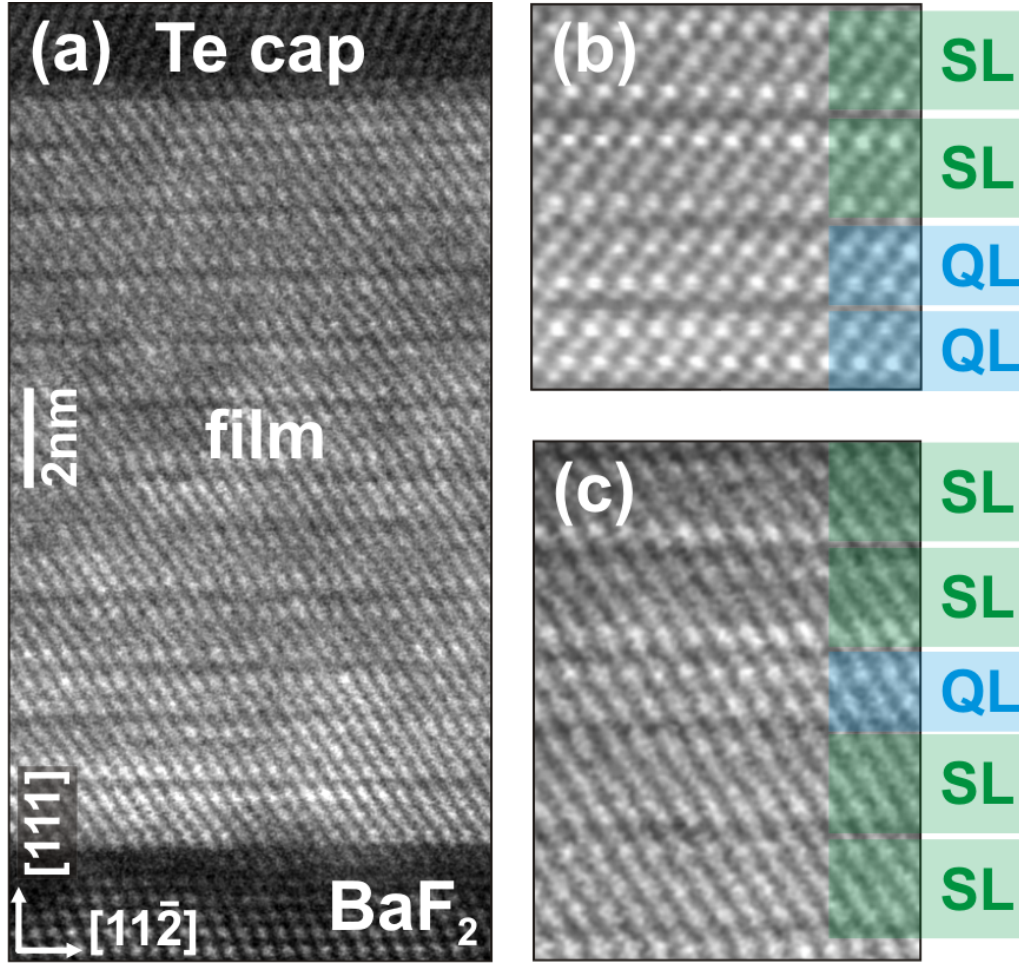 (a) Te cap
film
2nm
[111]
[112̄]
BaF₂
(b)
SL
SL
QL
QL
(c)
SL
SL
QL
SL
SL